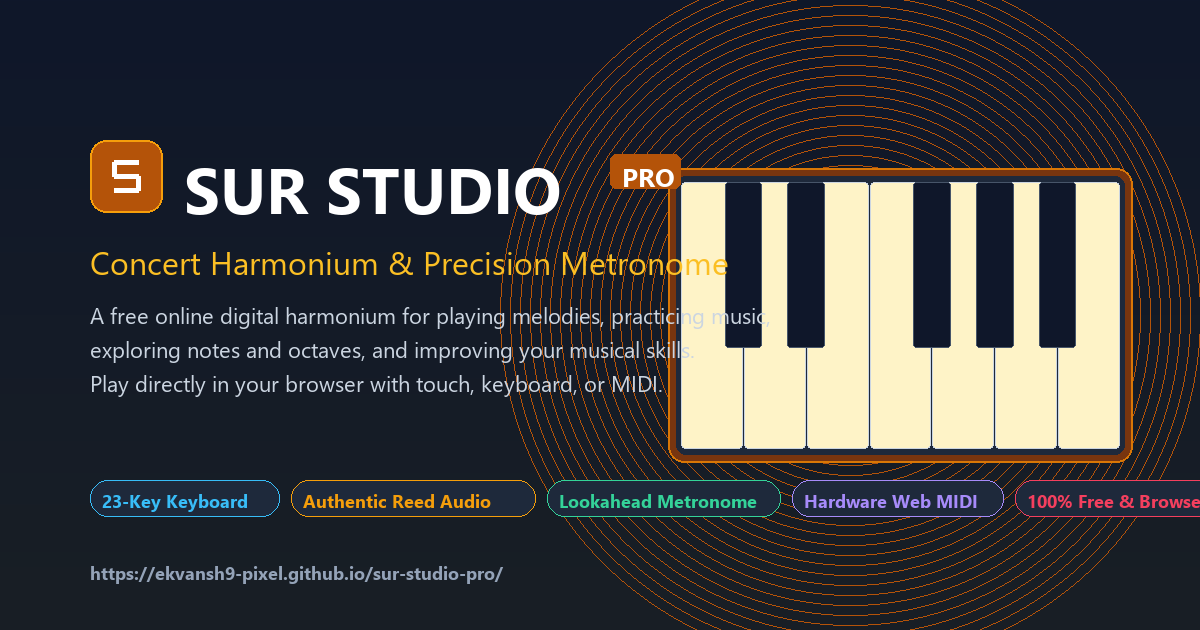 S SUR STUDIO PRO
Concert Harmonium & Precision Metronome
A free online digital harmonium for playing melodies, practicing music,
exploring notes and octaves, and improving your musical skills.
Play directly in your browser with touch, keyboard, or MIDI.
23-Key Keyboard Authentic Reed Audio Lookahead Metronome Hardware Web MIDI 100% Free & Browse
https://ekvansh9-pixel.github.io/sur-studio-pro/